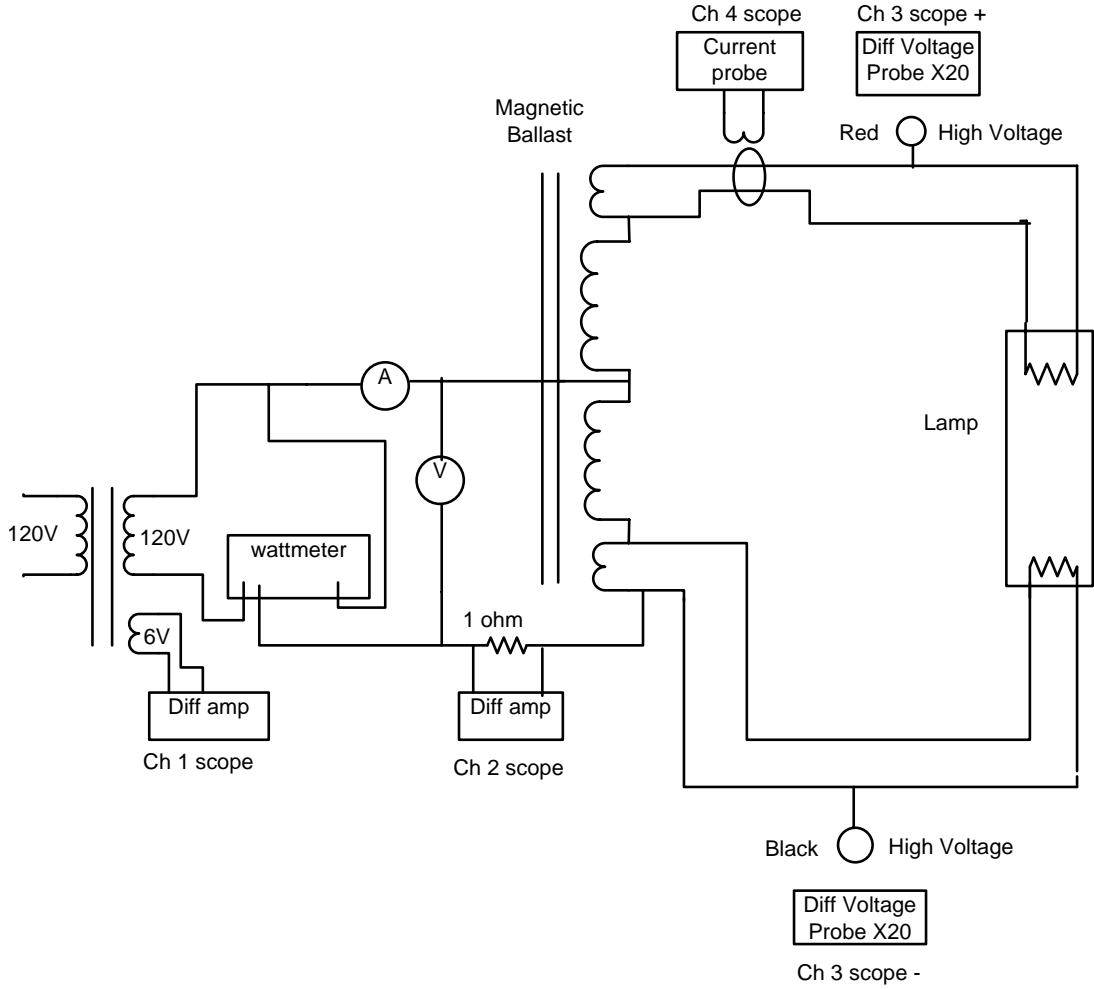 Ch 4 scope
Current
probe
Ch 3 scope +
Diff Voltage
Probe X20
Magnetic
Ballast
Red
High Voltage
A
V
Lamp
120V
120V
wattmeter
6V
1 ohm
Diff amp
Diff amp
Ch 1 scope
Ch 2 scope
Black
High Voltage
Diff Voltage
Probe X20
Ch 3 scope -